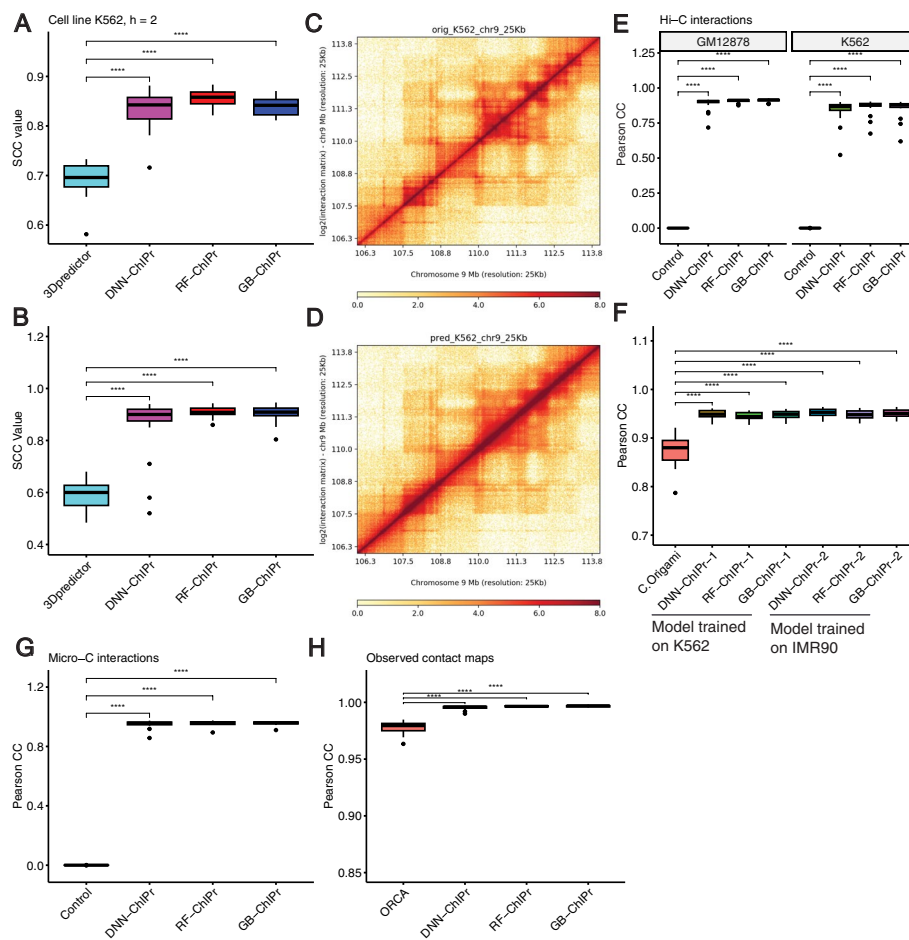 A
Cell line K562, h = 2
SCC value
0.9
0.8
0.7
0.6
****
****
****
3Dpredictor
DNN−ChIPr
RF−ChIPr
GB−ChIPr
B
SCC Value
1.2
1.0
0.8
0.6
0.4
****
****
****
3Dpredictor
DNN−ChIPr
RF−ChIPr
GB−ChIPr
C
orig_K562_chr9_25Kb
log2(interaction matrix) - chr9 Mb (resolution: 25Kb)
113.8
112.5
111.3
110.0
108.8
107.5
106.3
106.3 107.5 108.8 110.0 111.3 112.5 113.8
Chromosome 9 Mb (resolution: 25Kb)
0.0 2.0 4.0 6.0 8.0
D
pred_K562_chr9_25Kb
log2(interaction matrix) - chr9 Mb (resolution: 25Kb)
113.8
112.5
111.3
110.0
108.8
107.5
106.3
106.3 107.5 108.8 110.0 111.3 112.5 113.8
Chromosome 9 Mb (resolution: 25Kb)
0.0 2.0 4.0 6.0 8.0
E
Hi−C interactions
GM12878
K562
Pearson CC
1.25
1.00
0.75
0.50
0.25
0.00
****
****
****
****
****
****
Control
DNN−ChIPr
RF−ChIPr
GB−ChIPr
Control
DNN−ChIPr
RF−ChIPr
GB−ChIPr
F
Pearson CC
1.1
1.0
0.9
0.8
0.7
****
****
****
****
****
****
C.Origami
DNN−ChIPr−1
RF−ChIPr−1
GB−ChIPr−1
DNN−ChIPr−2
RF−ChIPr−2
GB−ChIPr−2
Model trained
on K562
Model trained
on IMR90
G
Micro−C interactions
Pearson CC
1.2
0.8
0.4
0.0
****
****
****
Control
DNN−ChIPr
RF−ChIPr
GB−ChIPr
H
Observed contact maps
Pearson CC
1.00
0.95
0.90
0.85
****
****
****
ORCA
DNN−ChIPr
RF−ChIPr
GB−ChIPr